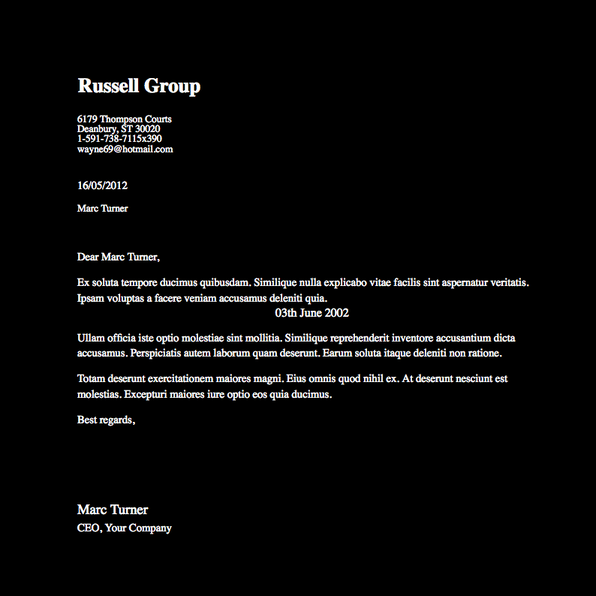 Russell Group
6179 Thompson Courts
Deanbury, ST 30020
1-591-738-7115x390
wayne69@hotmail.com
16/05/2012
Marc Turner
Dear Marc Turner,
Ex soluta tempore ducimus quibusdam. Similique nulla explicabo vitae facilis sint aspernatur veritatis.
Ipsam voluptas a facere veniam accusamus deleniti quia.
03th June 2002
Ullam officia iste optio molestiae sint mollitia. Similique reprehenderit inventore accusantium dicta
accusamus. Perspiciatis autem laborum quam deserunt. Earum soluta itaque deleniti non ratione.
Totam deserunt exercitationem maiores magni. Eius omnis quod nihil ex. At deserunt nesciunt est
molestias. Excepturi maiores iure optio eos quia ducimus.
Best regards,
Marc Turner
CEO, Your Company